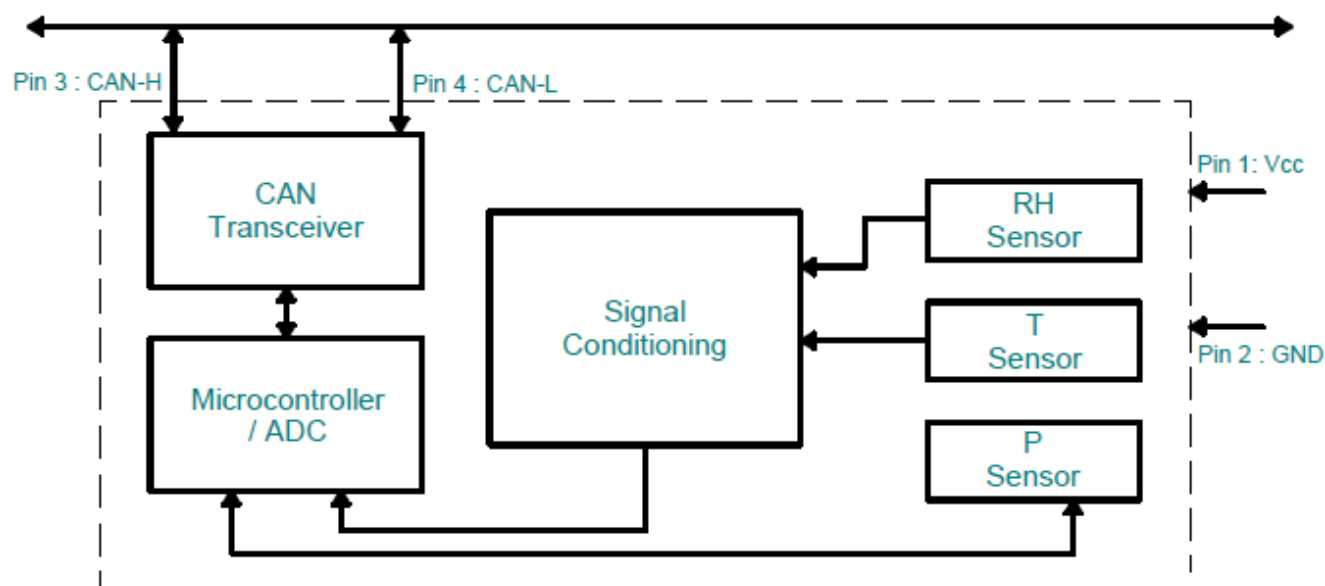 Pin 3 : CAN-H
Pin 4 : CAN-L
CAN
Transceiver
Pin 1: Vcc
RH
Sensor
Signal
Conditioning
T
Sensor
Pin 2 : GND
Microcontroller
/ ADC
P
Sensor